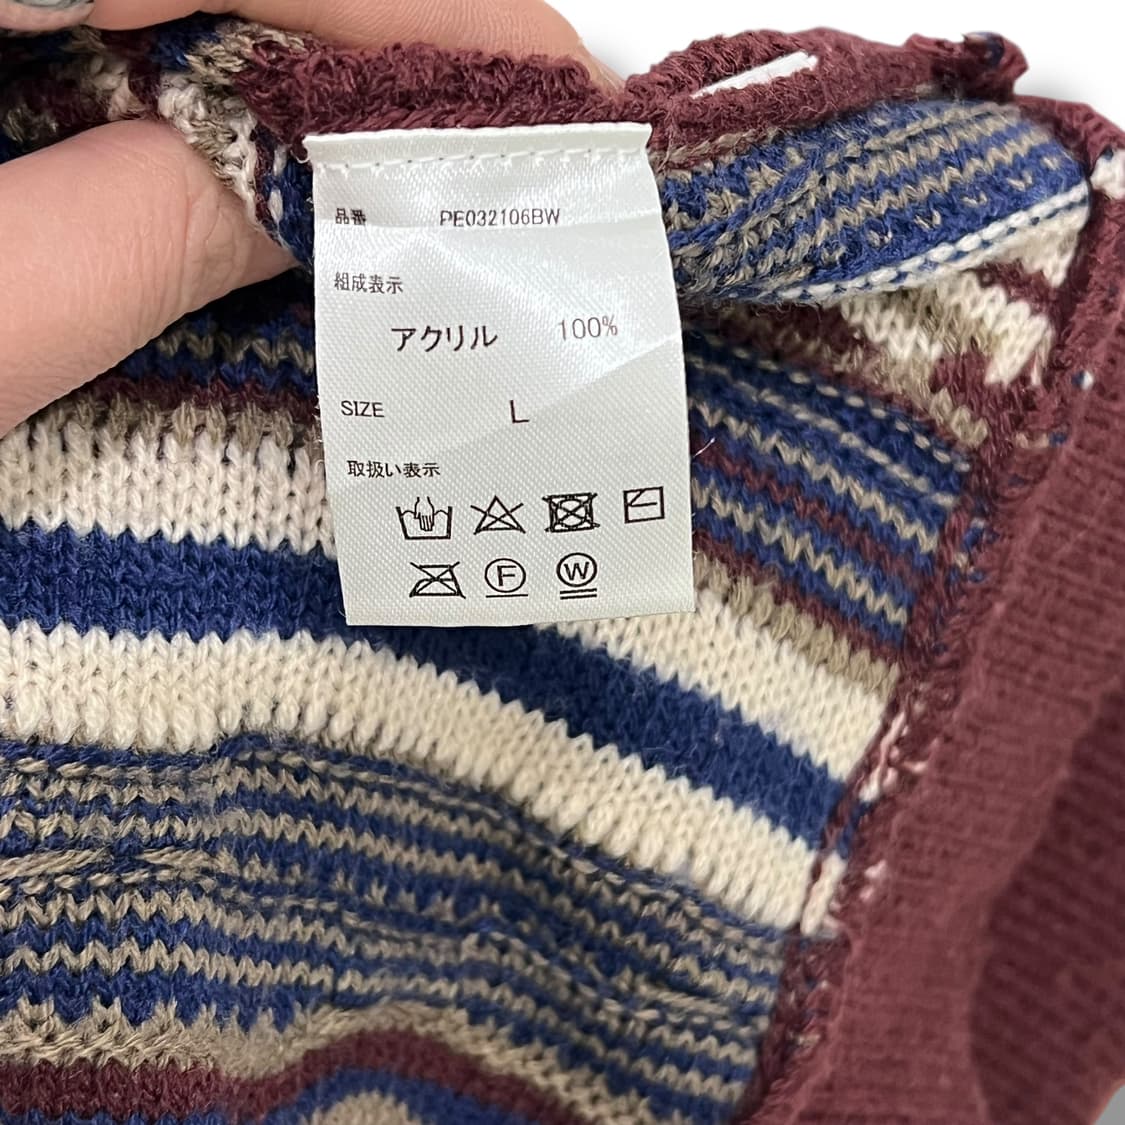 品番 PE032106BW
組成表示
アクリル 100%
SIZE L
取扱い表示
F W